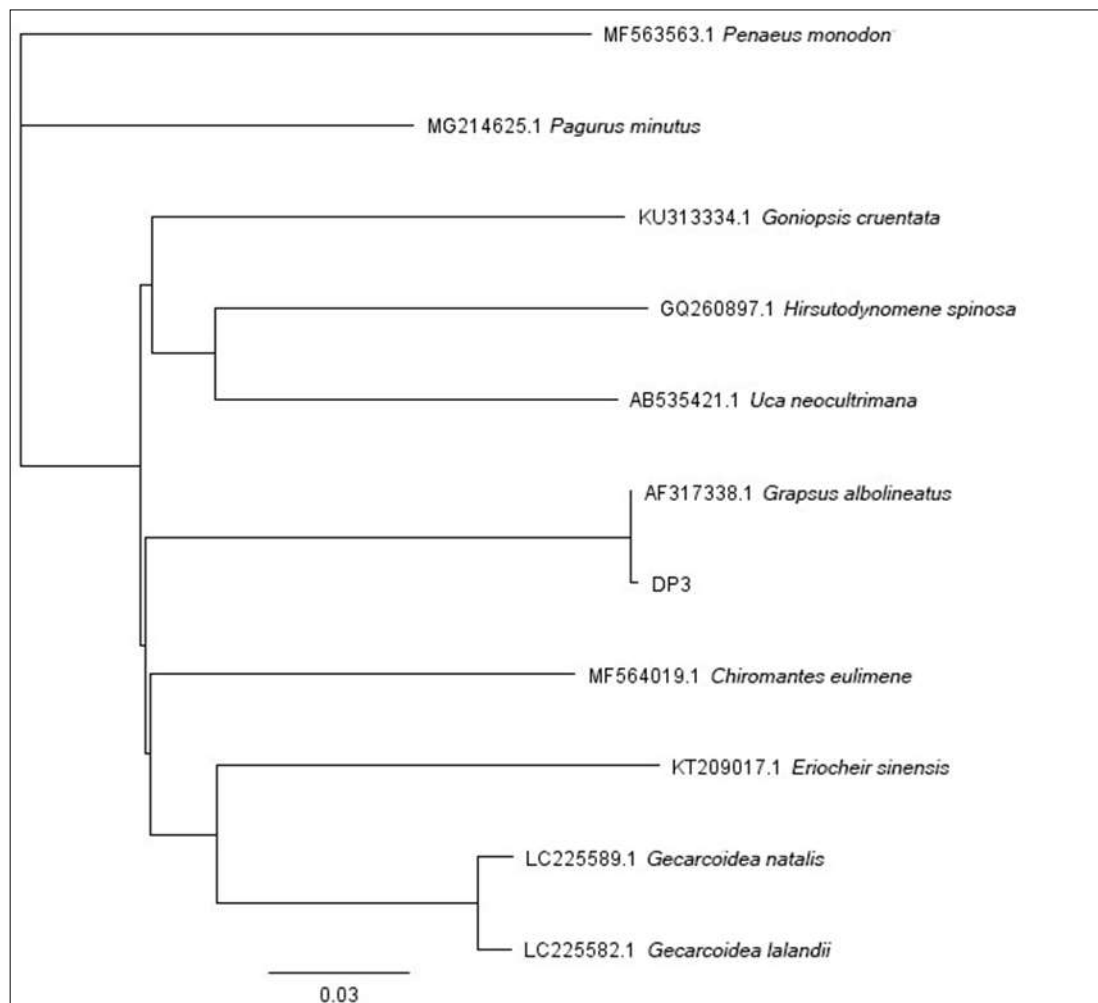 MF563563.1 Penaeus monodon
MG214625.1 Pagurus minutus
KU313334.1 Goniopsis cruentata
GQ260897.1 Hirsutodynomene spinosa
AB535421.1 Uca neocultrimana
AF317338.1 Grapsus albolineatus
DP3
MF564019.1 Chiromantes eulimene
KT209017.1 Eriocheir sinensis
LC225589.1 Gecarcoidea natalis
LC225582.1 Gecarcoidea lalandii
0.03